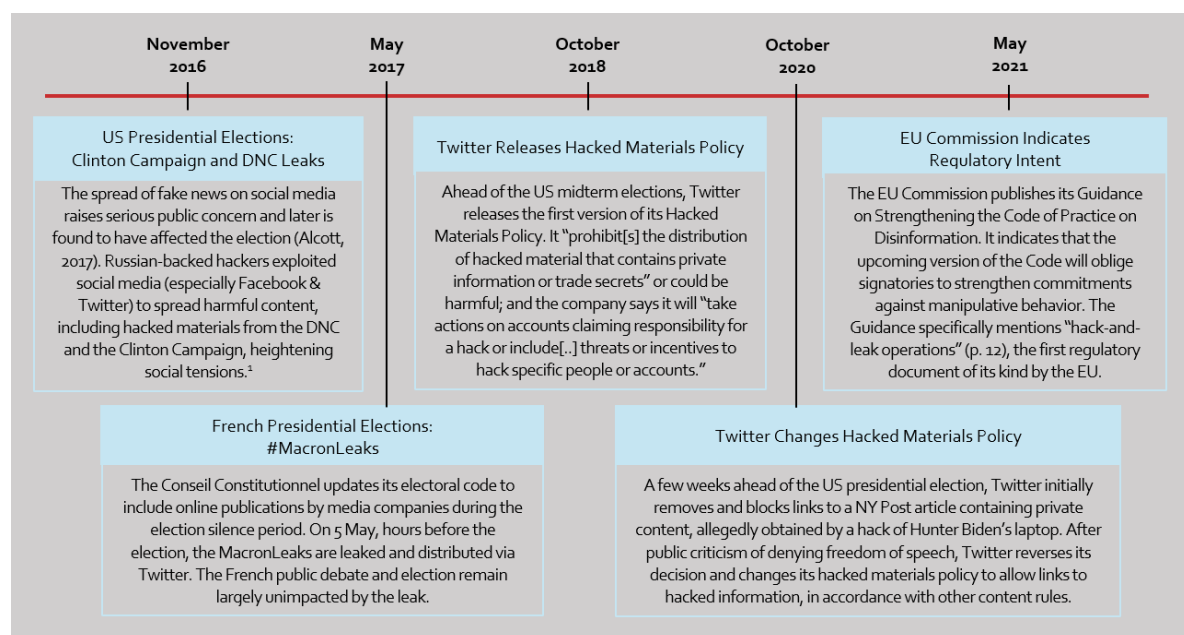 November
2016
May
2017
October
2018
October
2020
May
2021
US Presidential Elections:
Clinton Campaign and DNC Leaks
The spread of fake news on social media
raises serious public concern and later is
found to have affected the election (Alcott,
2017). Russian-backed hackers exploited
social media (especially Facebook &
Twitter) to spread harmful content,
including hacked materials from the DNC
and the Clinton Campaign, heightening
social tensions.¹
Twitter Releases Hacked Materials Policy
Ahead of the US midterm elections, Twitter
releases the first version of its Hacked
Materials Policy. It “prohibit[s] the distribution
of hacked material that contains private
information or trade secrets” or could be
harmful; and the company says it will “take
actions on accounts claiming responsibility for
a hack or include[..] threats or incentives to
hack specific people or accounts.”
EU Commission Indicates
Regulatory Intent
The EU Commission publishes its Guidance
on Strengthening the Code of Practice on
Disinformation. It indicates that the
upcoming version of the Code will oblige
signatories to strengthen commitments
against manipulative behavior. The
Guidance specifically mentions “hack-and-
leak operations” (p. 12), the first regulatory
document of its kind by the EU.
French Presidential Elections:
#MacronLeaks
The Conseil Constitutionnel updates its electoral code to
include online publications by media companies during the
election silence period. On 5 May, hours before the
election, the MacronLeaks are leaked and distributed via
Twitter. The French public debate and election remain
largely unimpacted by the leak.
Twitter Changes Hacked Materials Policy
A few weeks ahead of the US presidential election, Twitter initially
removes and blocks links to a NY Post article containing private
content, allegedly obtained by a hack of Hunter Biden’s laptop. After
public criticism of denying freedom of speech, Twitter reverses its
decision and changes its hacked materials policy to allow links to
hacked information, in accordance with other content rules.